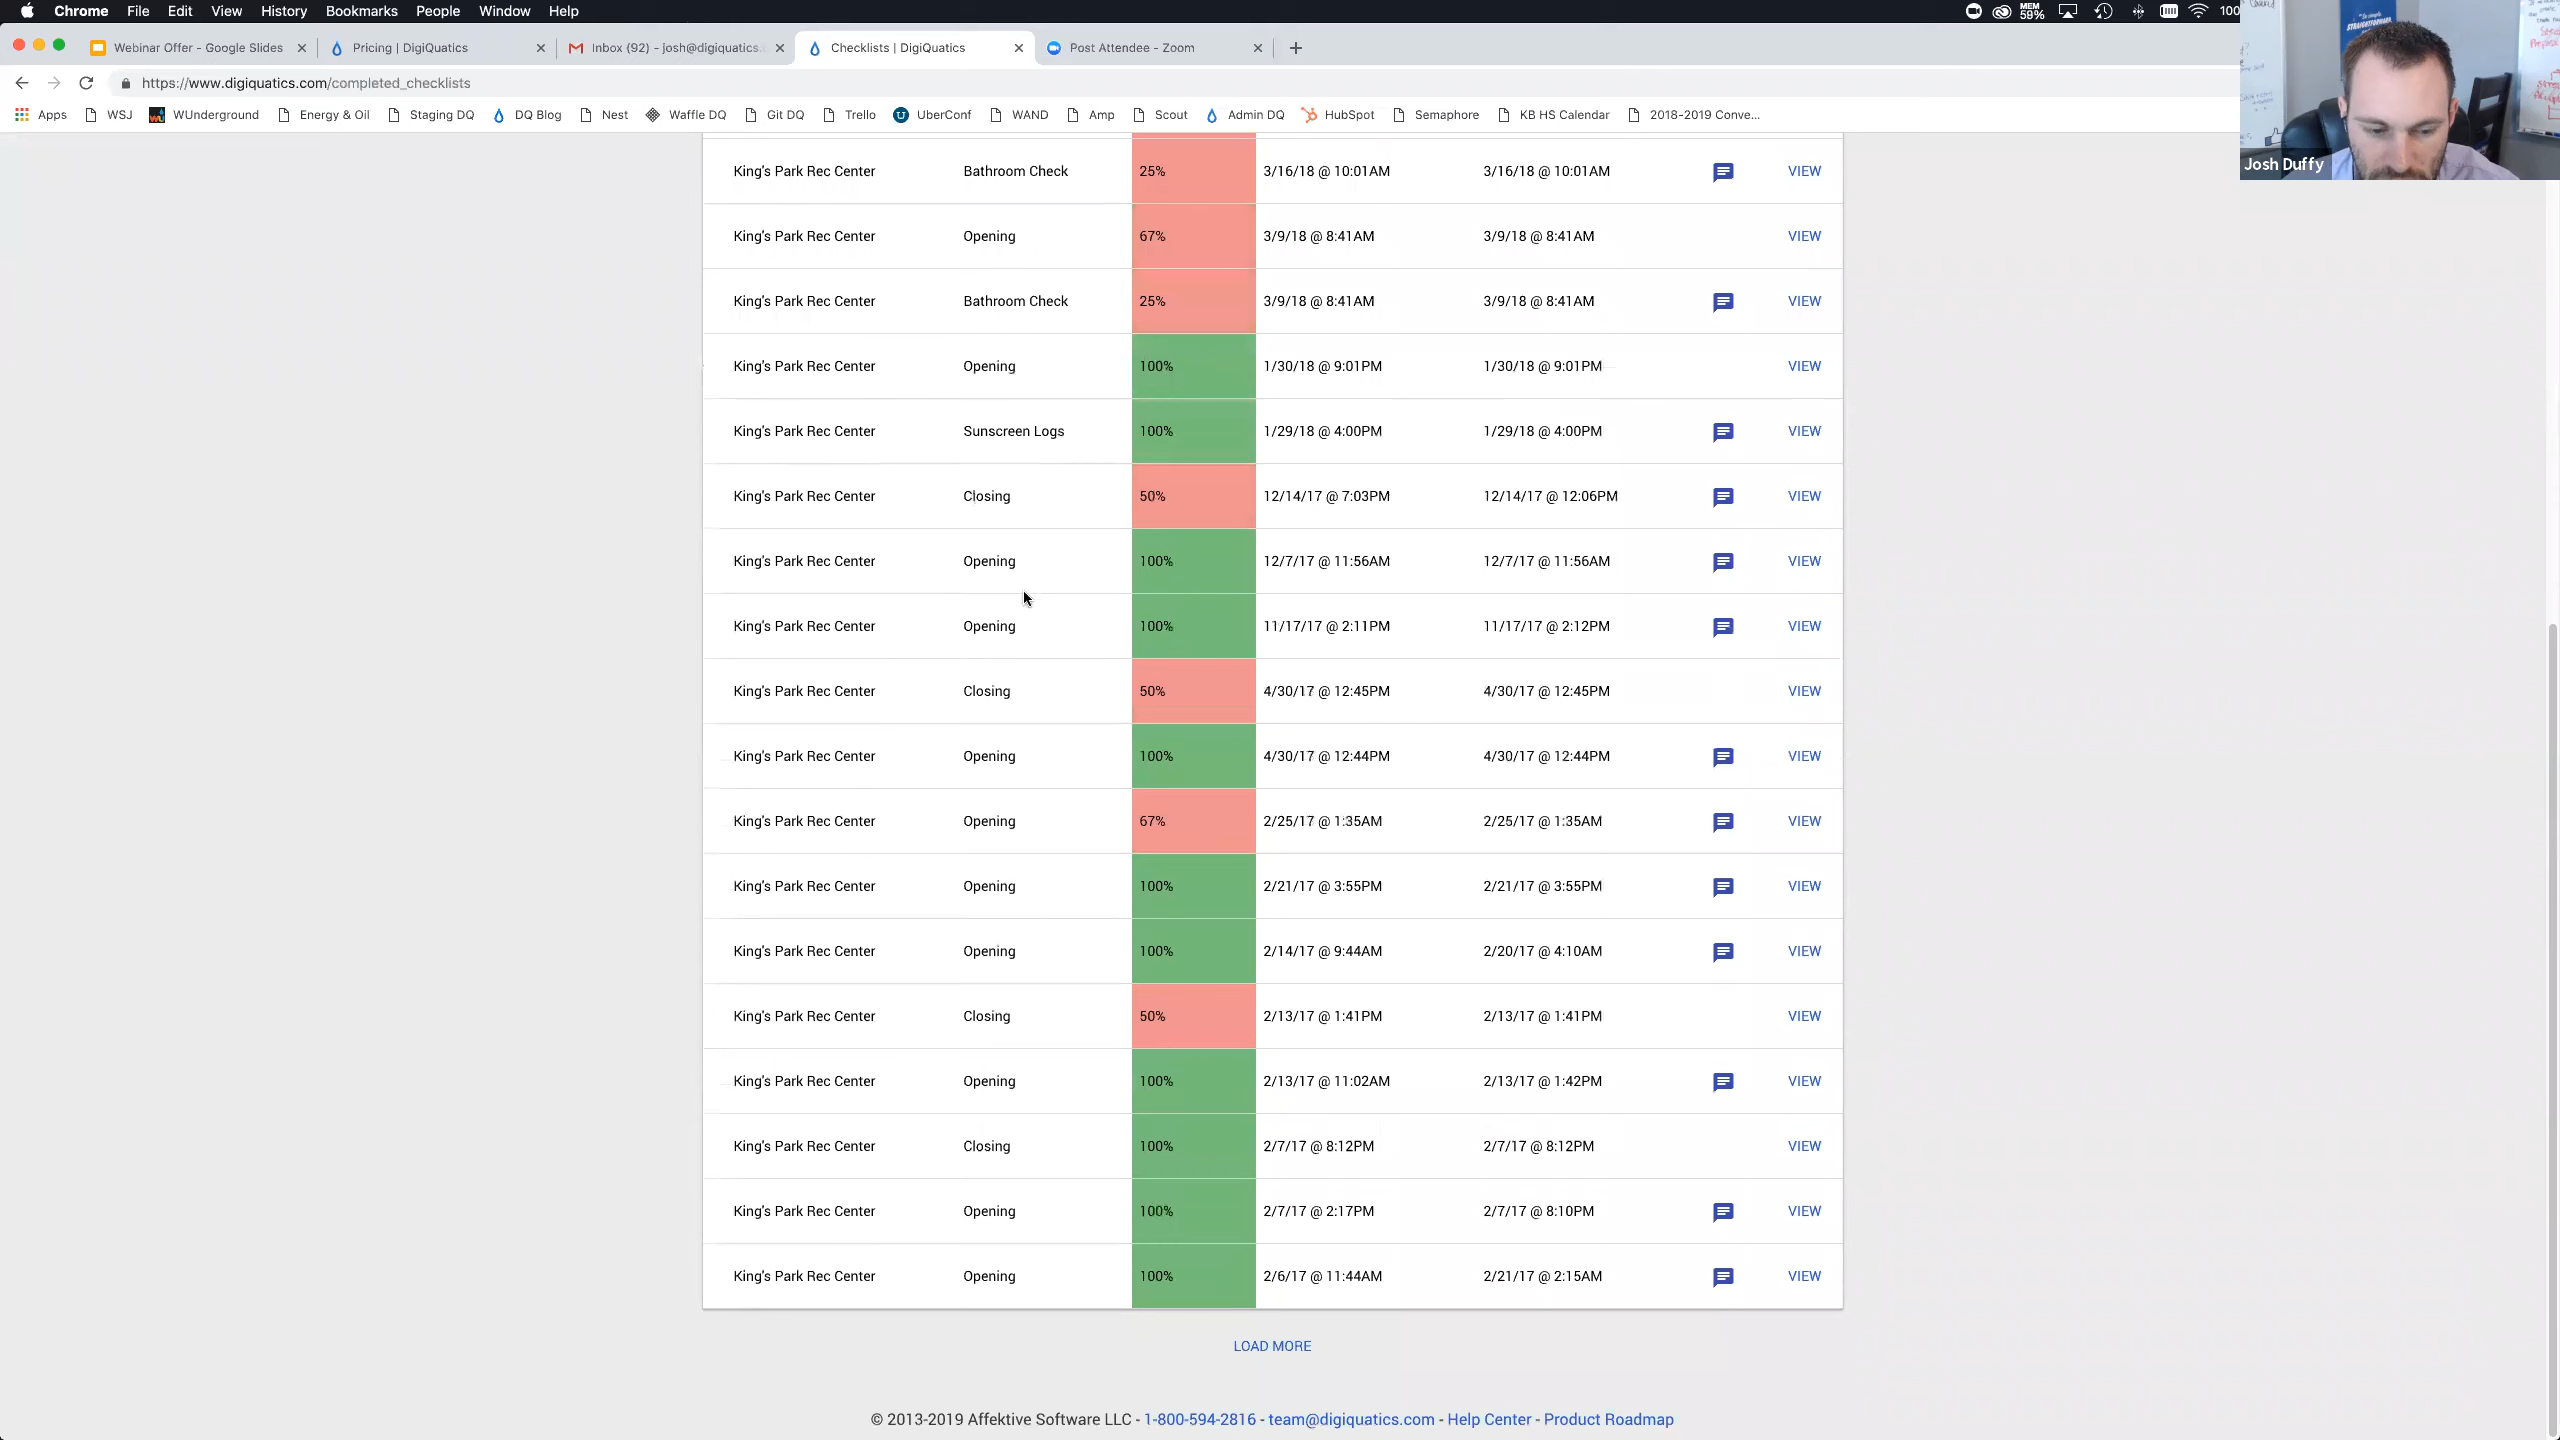 Chrome File Edit View History Bookmarks People Window Help MEM 59% 100
Webinar Offer - Google Slides Pricing | DigiQuatics Inbox (92) - josh@digiquatics. Checklists | DigiQuatics Post Attendee - Zoom
https://www.digiquatics.com/completed_checklists
Apps WSJ WUnderground Energy & Oil Staging DQ DQ Blog Nest Waffle DQ Git DQ Trello UberConf WAND Amp Scout Admin DQ HubSpot Semaphore KB HS Calendar 2018-2019 Conve...
Josh Duffy
King's Park Rec Center Bathroom Check 25% 3/16/18 @ 10:01AM 3/16/18 @ 10:01AM VIEW
King's Park Rec Center Opening 67% 3/9/18 @ 8:41AM 3/9/18 @ 8:41AM VIEW
King's Park Rec Center Bathroom Check 25% 3/9/18 @ 8:41AM 3/9/18 @ 8:41AM VIEW
King's Park Rec Center Opening 100% 1/30/18 @ 9:01PM 1/30/18 @ 9:01PM VIEW
King's Park Rec Center Sunscreen Logs 100% 1/29/18 @ 4:00PM 1/29/18 @ 4:00PM VIEW
King's Park Rec Center Closing 50% 12/14/17 @ 7:03PM 12/14/17 @ 12:06PM VIEW
King's Park Rec Center Opening 100% 12/7/17 @ 11:56AM 12/7/17 @ 11:56AM VIEW
King's Park Rec Center Opening 100% 11/17/17 @ 2:11PM 11/17/17 @ 2:12PM VIEW
King's Park Rec Center Closing 50% 4/30/17 @ 12:45PM 4/30/17 @ 12:45PM VIEW
King's Park Rec Center Opening 100% 4/30/17 @ 12:44PM 4/30/17 @ 12:44PM VIEW
King's Park Rec Center Opening 67% 2/25/17 @ 1:35AM 2/25/17 @ 1:35AM VIEW
King's Park Rec Center Opening 100% 2/21/17 @ 3:55PM 2/21/17 @ 3:55PM VIEW
King's Park Rec Center Opening 100% 2/14/17 @ 9:44AM 2/20/17 @ 4:10AM VIEW
King's Park Rec Center Closing 50% 2/13/17 @ 1:41PM 2/13/17 @ 1:41PM VIEW
King's Park Rec Center Opening 100% 2/13/17 @ 11:02AM 2/13/17 @ 1:42PM VIEW
King's Park Rec Center Closing 100% 2/7/17 @ 8:12PM 2/7/17 @ 8:12PM VIEW
King's Park Rec Center Opening 100% 2/7/17 @ 2:17PM 2/7/17 @ 8:10PM VIEW
King's Park Rec Center Opening 100% 2/6/17 @ 11:44AM 2/21/17 @ 2:15AM VIEW
LOAD MORE
© 2013-2019 Affektive Software LLC - 1-800-594-2816 - team@digiquatics.com - Help Center - Product Roadmap